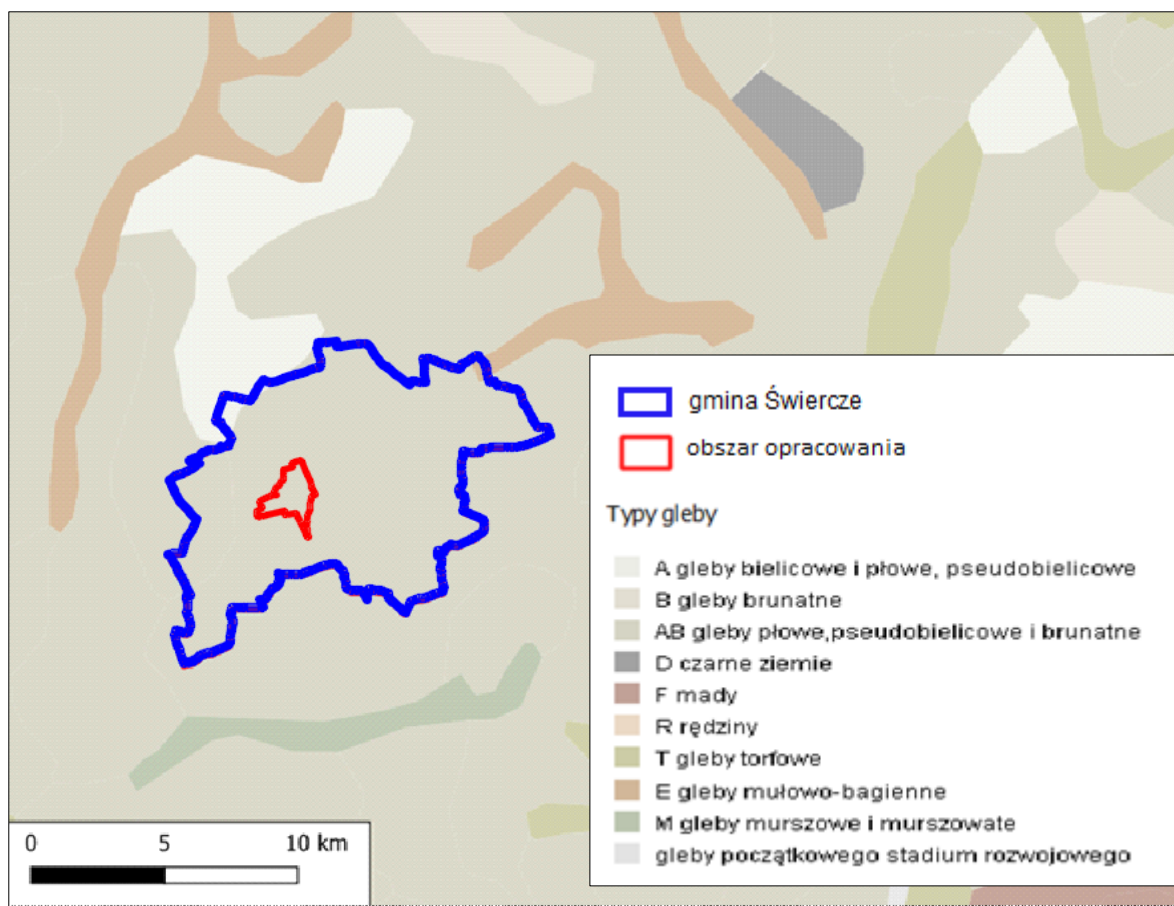 gmina Świercze
obszar opracowania
Typy gleby
A gleby bielicowe i płowe, pseudobielicowe
B gleby brunatne
AB gleby płowe,pseudobielicowe i brunatne
D czarne ziemie
F mady
R rędziny
T gleby torfowe
E gleby mułowo-bagienne
M gleby murszowe i murszowate
gleby początkowego stadium rozwojowego
0 5 10 km